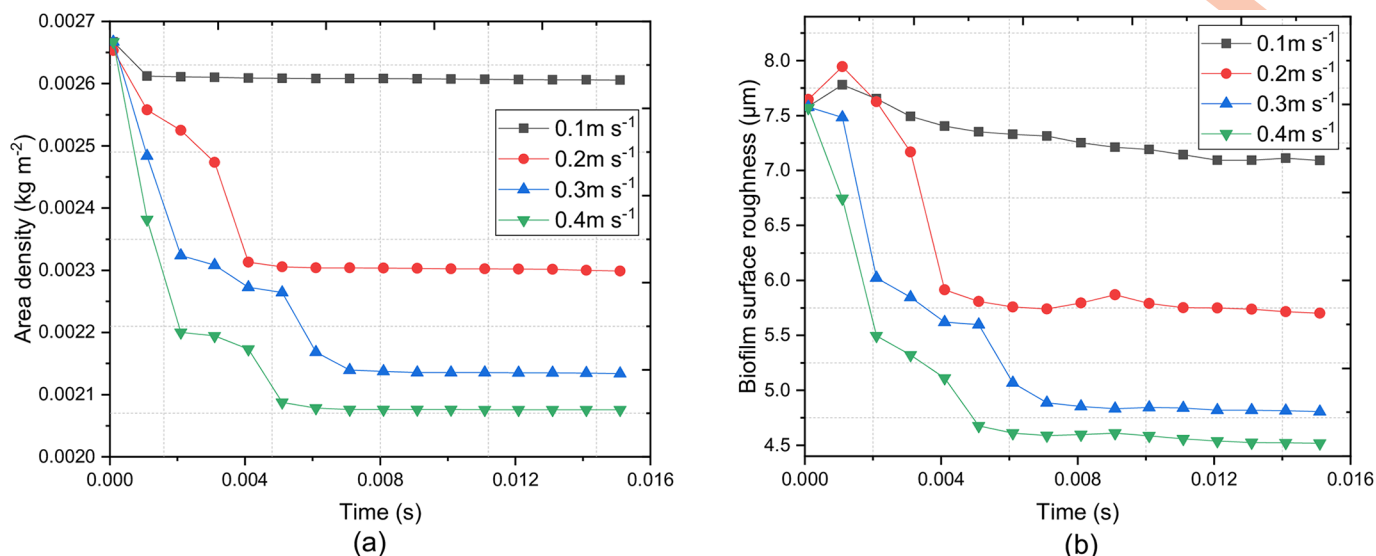 0.0027
0.0026
0.0025
0.0024
0.0023
0.0022
0.0021
0.0020
Area density (kg m-2)
0.1m s-1
0.2m s-1
0.3m s-1
0.4m s-1
0.000 0.004 0.008 0.012 0.016
Time (s)
(a)
8.0
7.5
7.0
6.5
6.0
5.5
5.0
4.5
Biofilm surface roughness (μm)
0.1m s-1
0.2m s-1
0.3m s-1
0.4m s-1
0.000 0.004 0.008 0.012 0.016
Time (s)
(b)